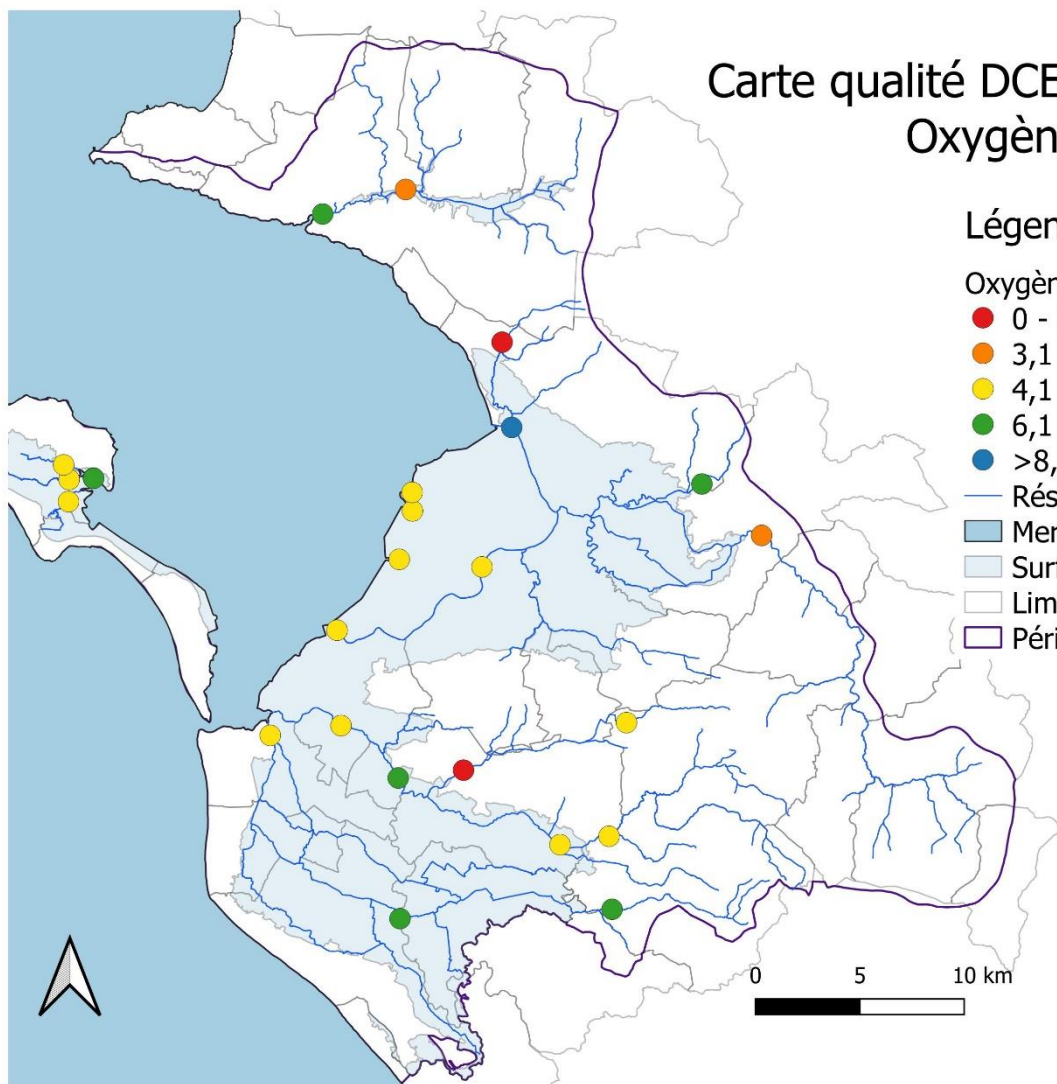 Carte qualité DCE
Oxygèn
Légen
Oxygèn
0 -
3,1
4,1
6,1
>8,
Rés
Mer
Surf
Lim
Péri
0 5 10 km